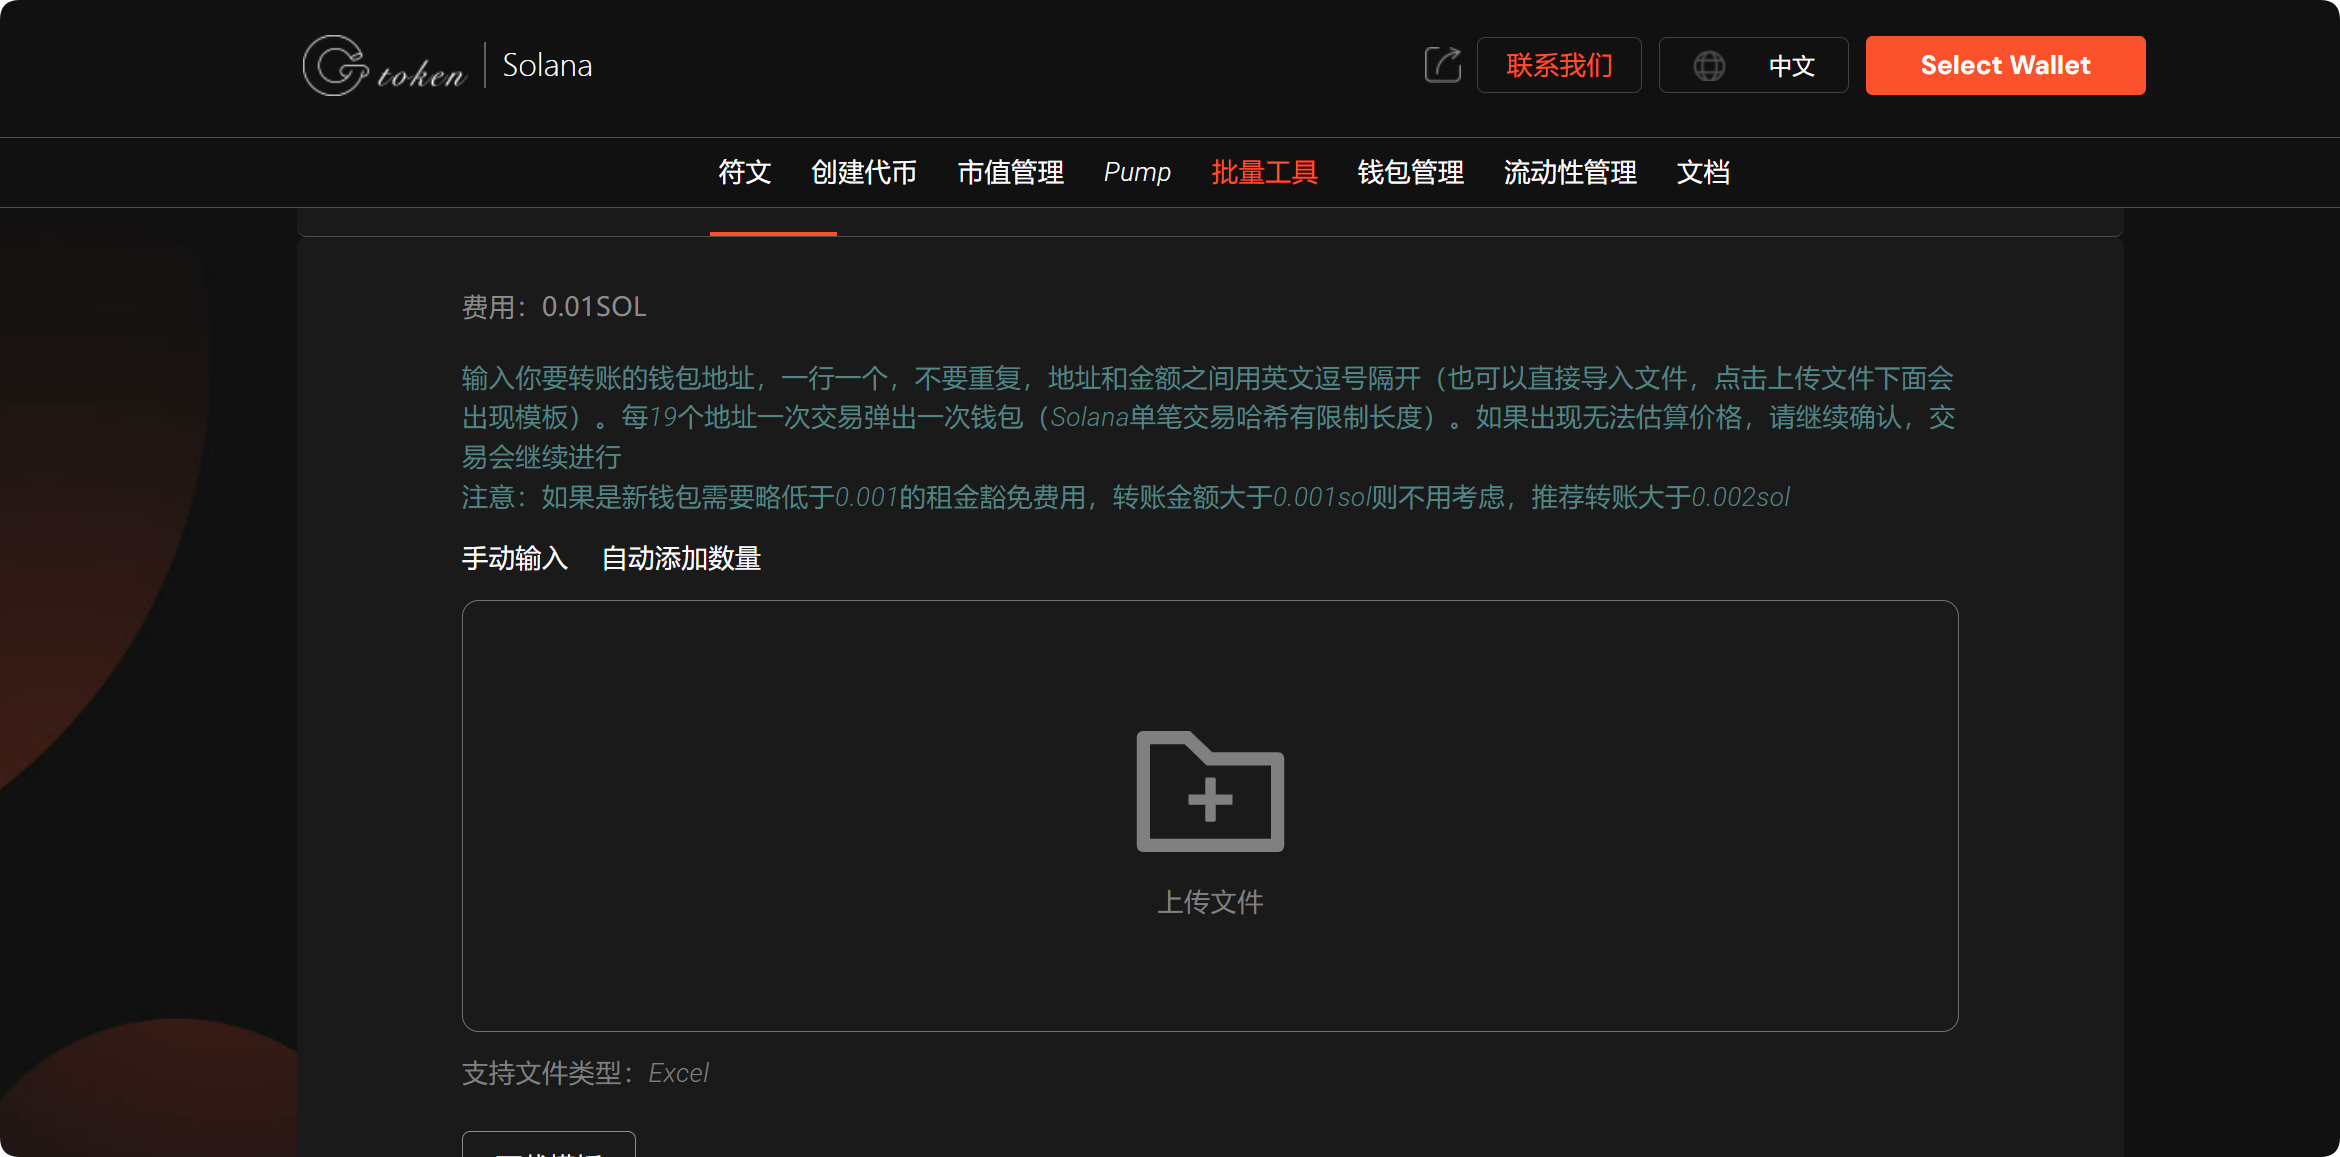 Gtoken | Solana
联系我们
中文
Select Wallet
符文 创建代币 市值管理 Pump 批量工具 钱包管理 流动性管理 文档
费用：0.01SOL
输入你要转账的钱包地址，一行一个，不要重复，地址和金额之间用英文逗号隔开（也可以直接导入文件，点击上传文件下面会
出现模板）。每19个地址一次交易弹出一次钱包（Solana单笔交易哈希有限制长度）。如果出现无法估算价格，请继续确认，交
易会继续进行
注意：如果是新钱包需要略低于0.001的租金豁免费用，转账金额大于0.001sol则不用考虑，推荐转账大于0.002sol
手动输入 自动添加数量
上传文件
支持文件类型：Excel